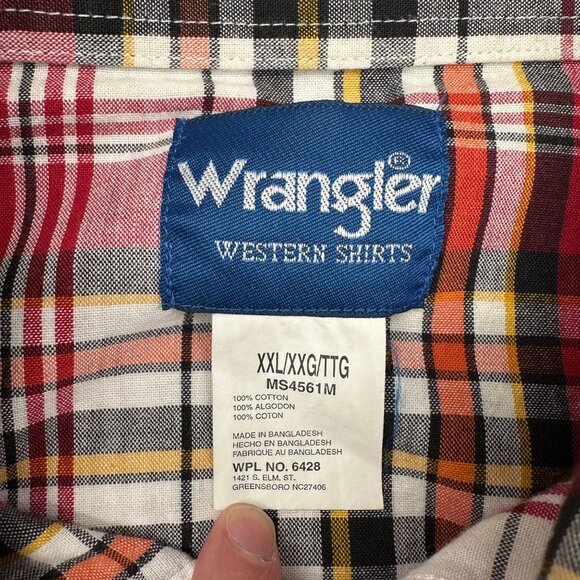 Wrangler®
WESTERN SHIRTS
XXL/XXG/TTG
MS4561M
100% COTTON
100% ALGODON
100% COTON
MADE IN BANGLADESH
HECHO EN BANGLADESH
FABRIQUE AU BANGLADESH
WPL NO. 6428
1421 S. ELM. ST.
GREENSBORO NC27406